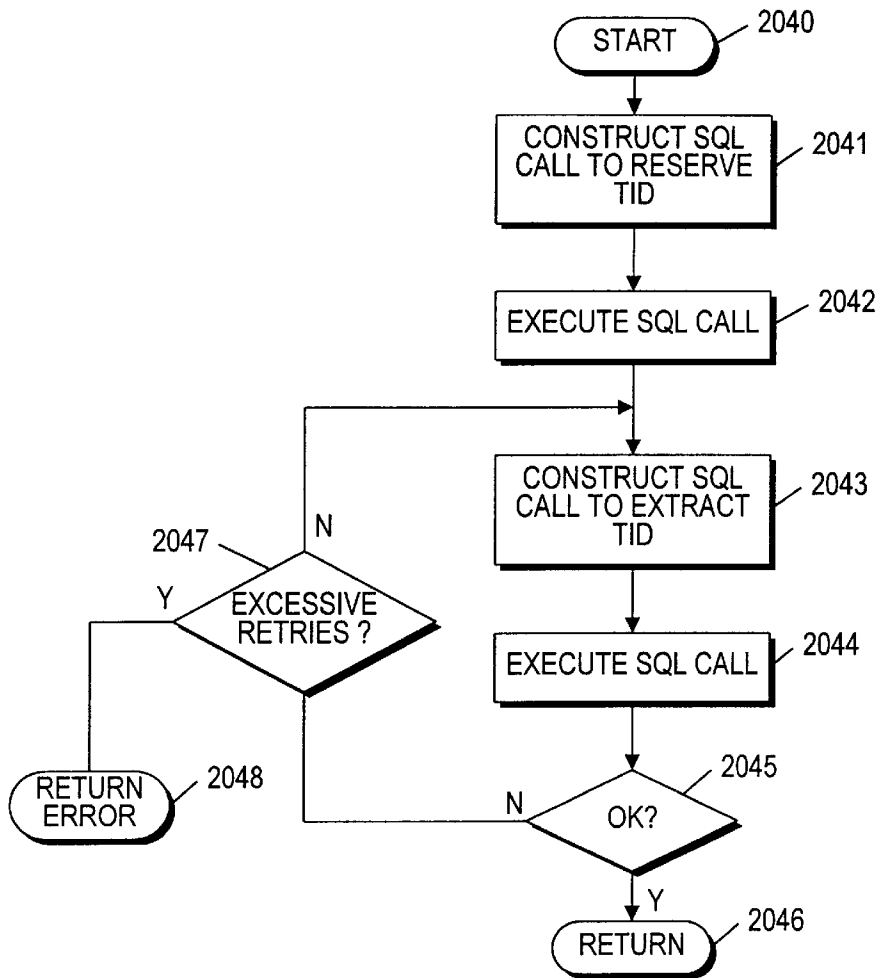 START
2040
CONSTRUCT SQL
CALL TO RESERVE
TID
2041
EXECUTE SQL CALL
2042
CONSTRUCT SQL
CALL TO EXTRACT
TID
2043
N
2047
Y
EXCESSIVE
RETRIES ?
EXECUTE SQL CALL
2044
RETURN
ERROR
2048
N
OK?
2045
Y
RETURN
2046